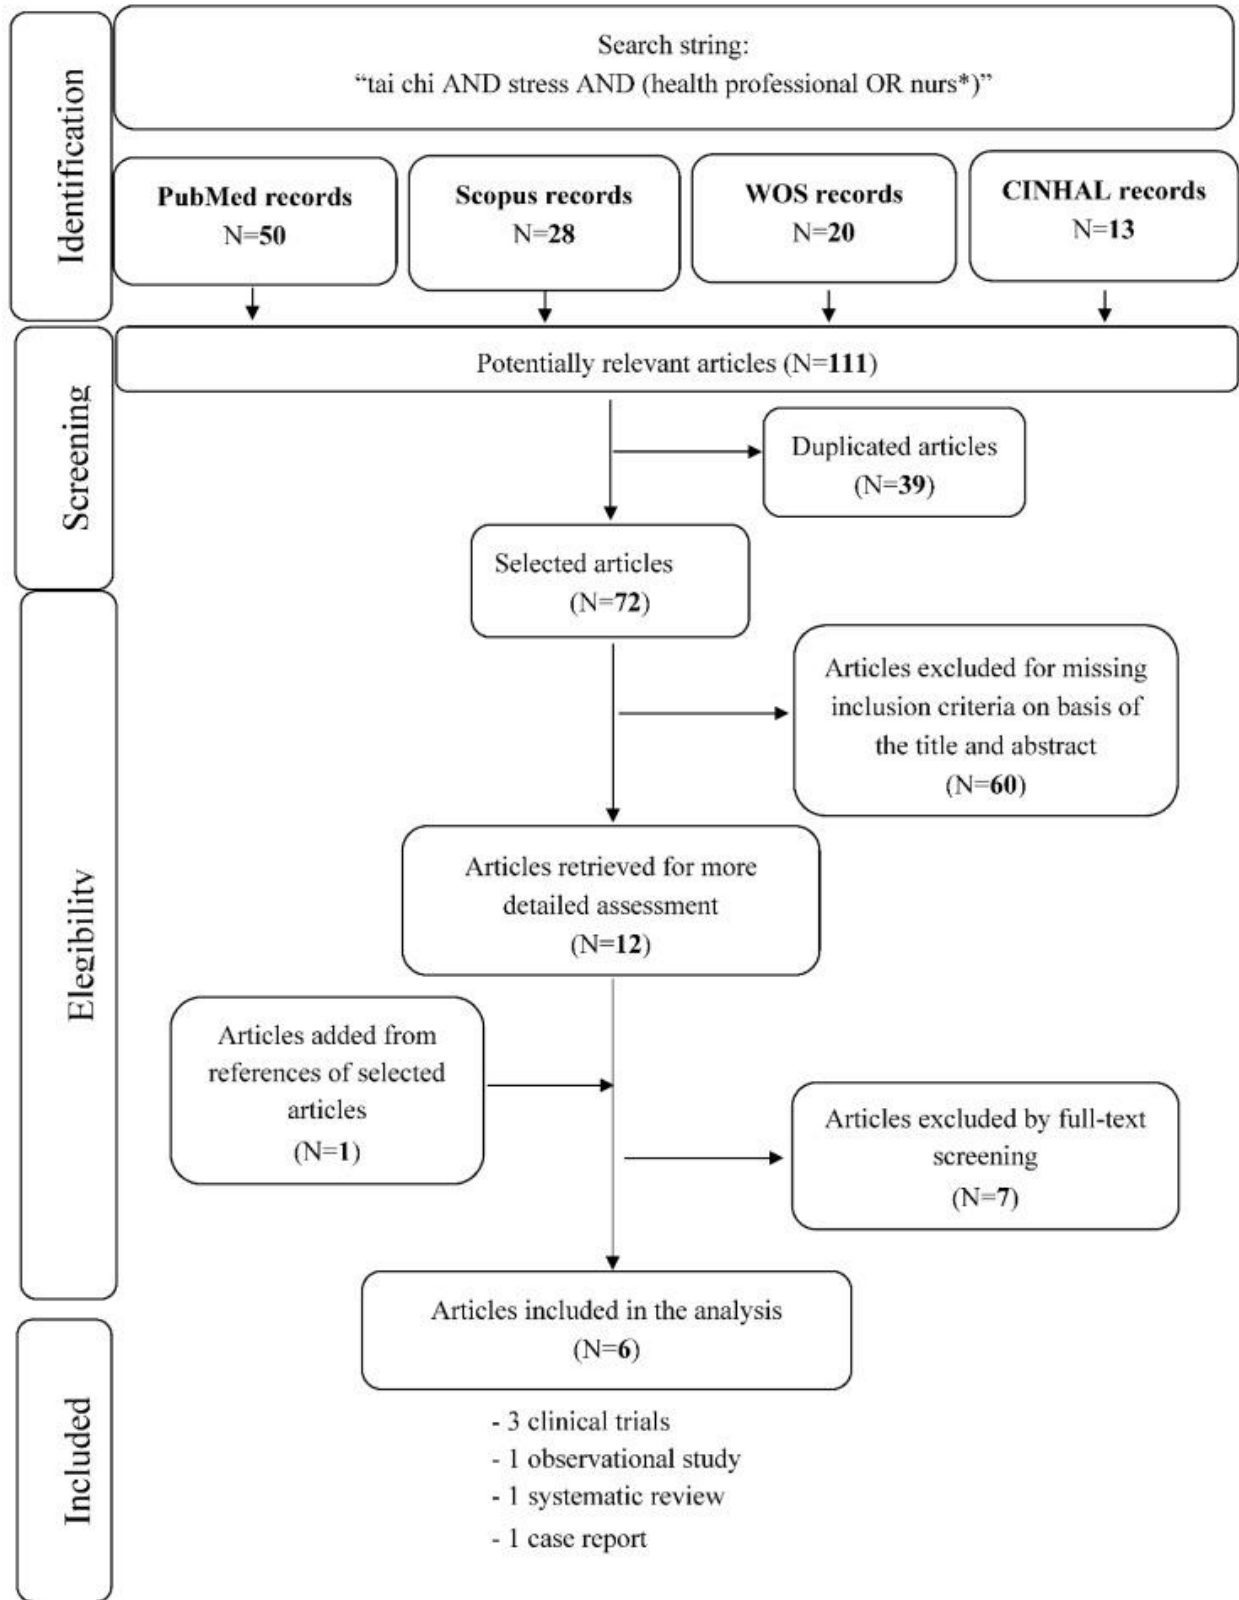 Identification
Search string:
“tai chi AND stress AND (health professional OR nurs*)”
PubMed records
N=50
Scopus records
N=28
WOS records
N=20
CINHAL records
N=13
Screening
Potentially relevant articles (N=111)
Duplicated articles
(N=39)
Selected articles
(N=72)
Elegibility
Articles excluded for missing
inclusion criteria on basis of
the title and abstract
(N=60)
Articles retrieved for more
detailed assessment
(N=12)
Articles added from
references of selected
articles
(N=1)
Articles excluded by full-text
screening
(N=7)
Articles included in the analysis
(N=6)
Included
- 3 clinical trials
- 1 observational study
- 1 systematic review
- 1 case report